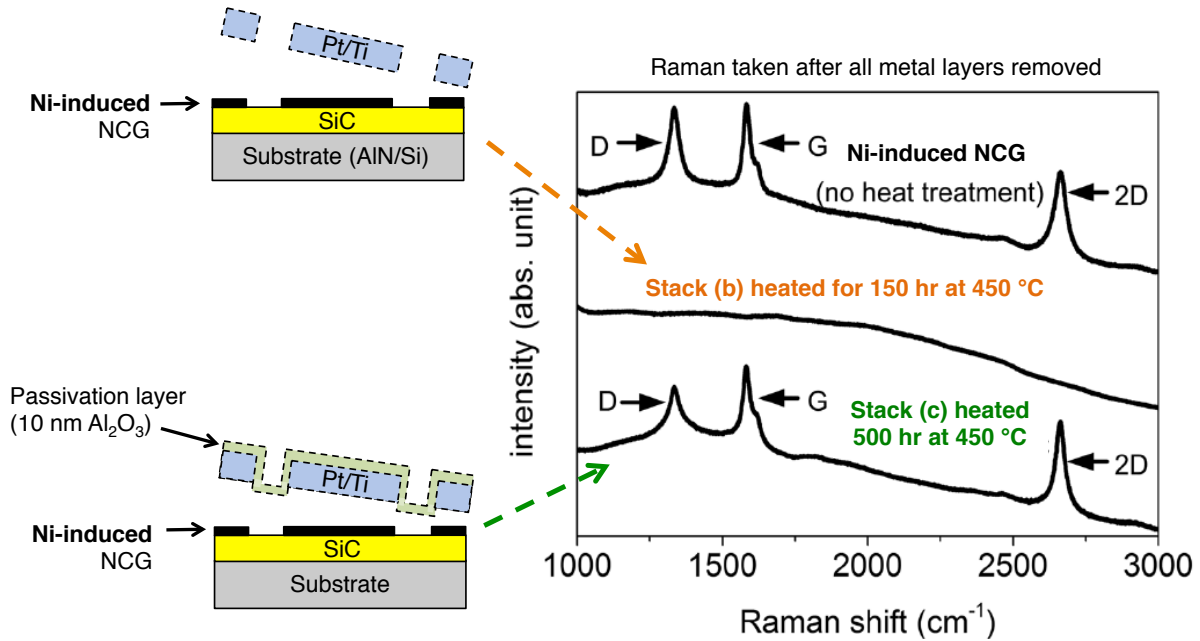 Pt/Ti
Ni-induced
NCG
SiC
Substrate (AlN/Si)
Passivation layer
(10 nm Al₂O₃)
Pt/Ti
Ni-induced
NCG
SiC
Substrate
Raman taken after all metal layers removed
D
G
Ni-induced NCG
(no heat treatment)
2D
Stack (b) heated for 150 hr at 450 °C
D
G
Stack (c) heated
500 hr at 450 °C
2D
intensity (abs. unit)
1000 1500 2000 2500 3000
Raman shift (cm⁻¹)